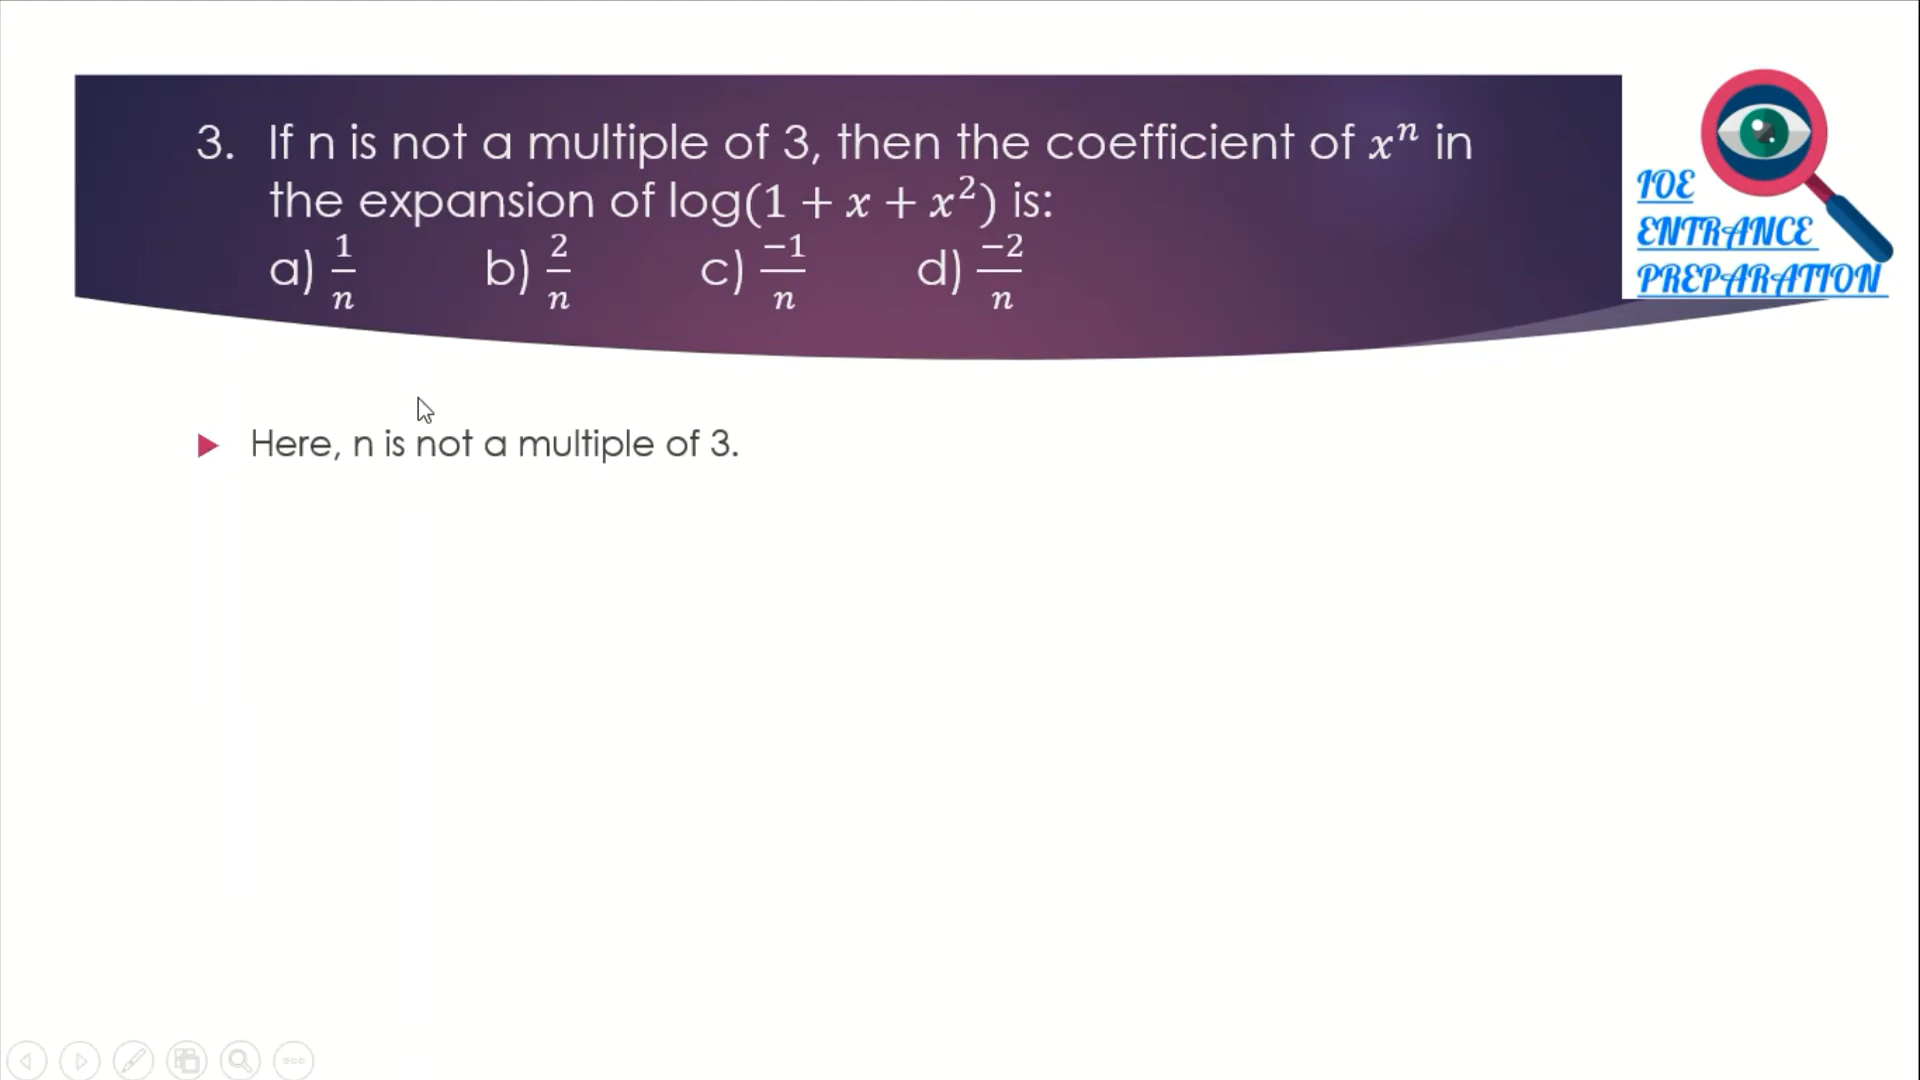 3. If n is not a multiple of 3, then the coefficient of xⁿ in
the expansion of log(1 + x + x²) is:
a) 1/n b) 2/n c) −1/n d) −2/n
IOE
ENTRANCE
PREPARATION
Here, n is not a multiple of 3.